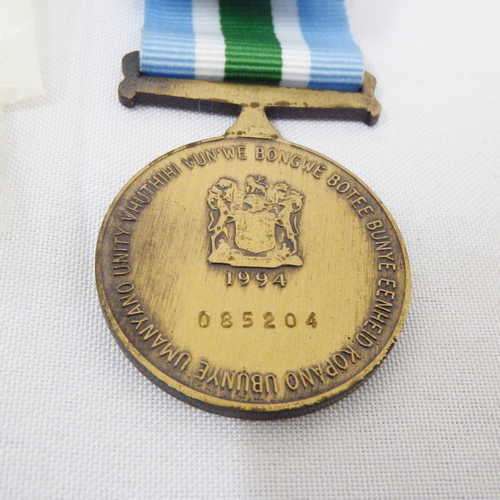 UNITY VHUTHIHI VUN'WE BONGWE BOTEE BUNYE EENHEID KOPANO UBUNYE UMANYANO
1994
085204